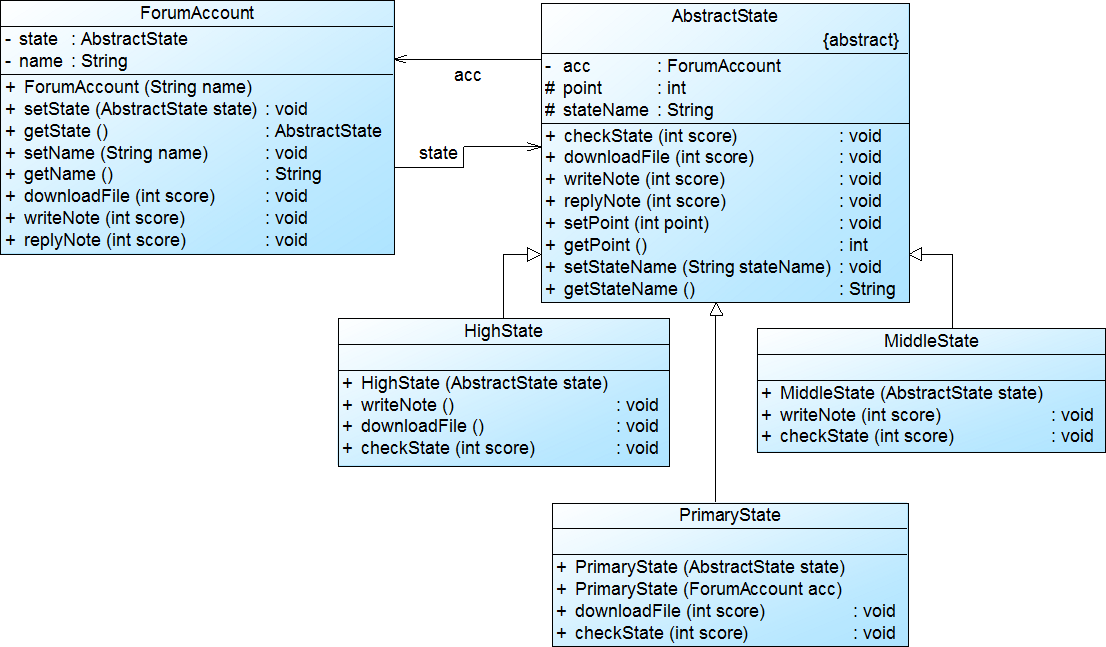 ForumAccount
- state : AbstractState
- name : String
+ ForumAccount (String name)
+ setState (AbstractState state) : void
+ getState () : AbstractState
+ setName (String name) : void
+ getName () : String
+ downloadFile (int score) : void
+ writeNote (int score) : void
+ replyNote (int score) : void
acc
state
AbstractState
{abstract}
- acc : ForumAccount
# point : int
# stateName : String
+ checkState (int score) : void
+ downloadFile (int score) : void
+ writeNote (int score) : void
+ replyNote (int score) : void
+ setPoint (int point) : void
+ getPoint () : int
+ setStateName (String stateName) : void
+ getStateName () : String
HighState
+ HighState (AbstractState state)
+ writeNote () : void
+ downloadFile () : void
+ checkState (int score) : void
MiddleState
+ MiddleState (AbstractState state)
+ writeNote (int score) : void
+ checkState (int score) : void
PrimaryState
+ PrimaryState (AbstractState state)
+ PrimaryState (ForumAccount acc)
+ downloadFile (int score) : void
+ checkState (int score) : void